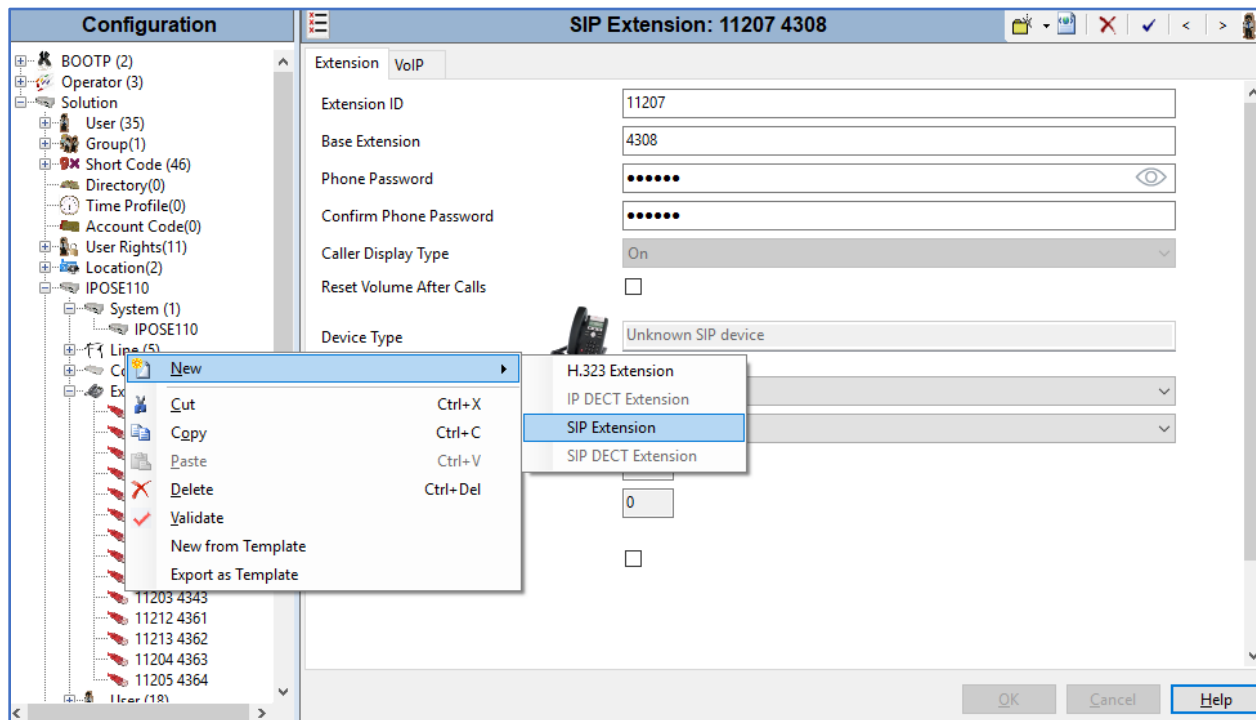 Configuration
BOOTP (2)
Operator (3)
Solution
User (35)
Group(1)
Short Code (46)
Directory(0)
Time Profile(0)
Account Code(0)
User Rights(11)
Location(2)
IPOSE110
System (1)
IPOSE110
Line (5)
New
Cut Ctrl+X
Copy Ctrl+C
Paste Ctrl+V
Delete Ctrl+Del
Validate
New from Template
Export as Template
H.323 Extension
IP DECT Extension
SIP Extension
SIP DECT Extension
11203 4343
11212 4361
11213 4362
11204 4363
11205 4364
User (18)
SIP Extension: 11207 4308
Extension VoIP
Extension ID 11207
Base Extension 4308
Phone Password ••••••
Confirm Phone Password ••••••
Caller Display Type On
Reset Volume After Calls
Device Type Unknown SIP device
0
OK Cancel Help